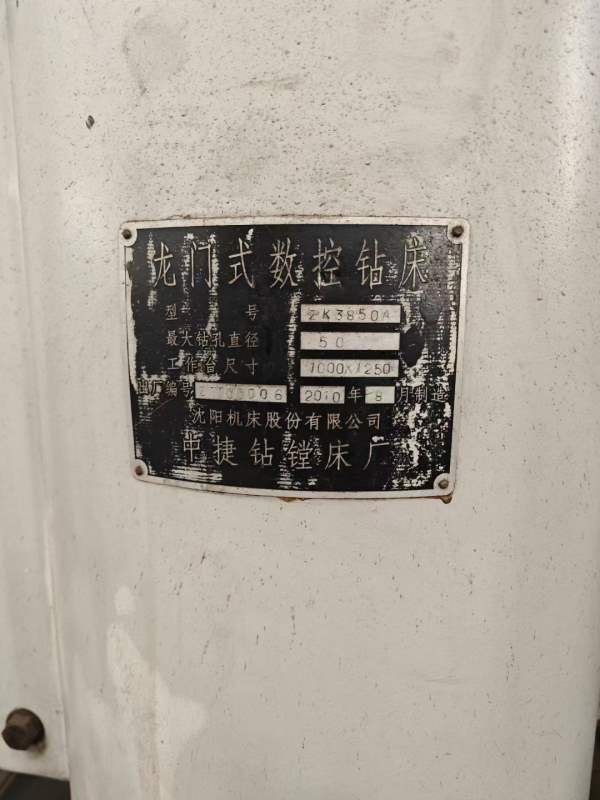 龙门式数控钻床
型 号 ZK3850A
最大钻孔直径 50
工作台尺寸 1000X1250
出厂编号 2010 年 8 月制造
沈阳机床股份有限公司
中捷钻镗床厂